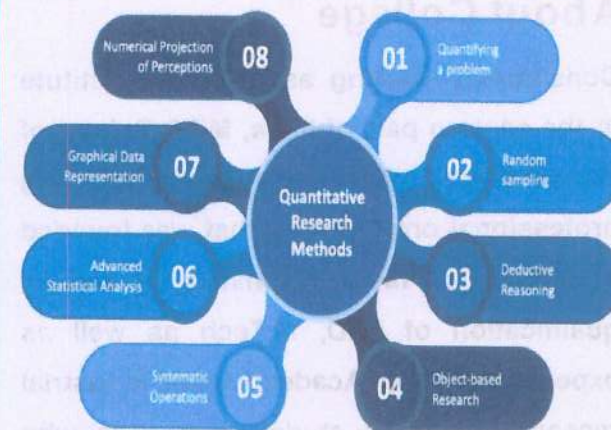 Quantitative
Research
Methods
01
Quantifying
a problem
02
Random
sampling
03
Deductive
Reasoning
04
Object-based
Research
05
Systematic
Operations
06
Advanced
Statistical Analysis
07
Graphical Data
Representation
08
Numerical Projection
of Perceptions
About College